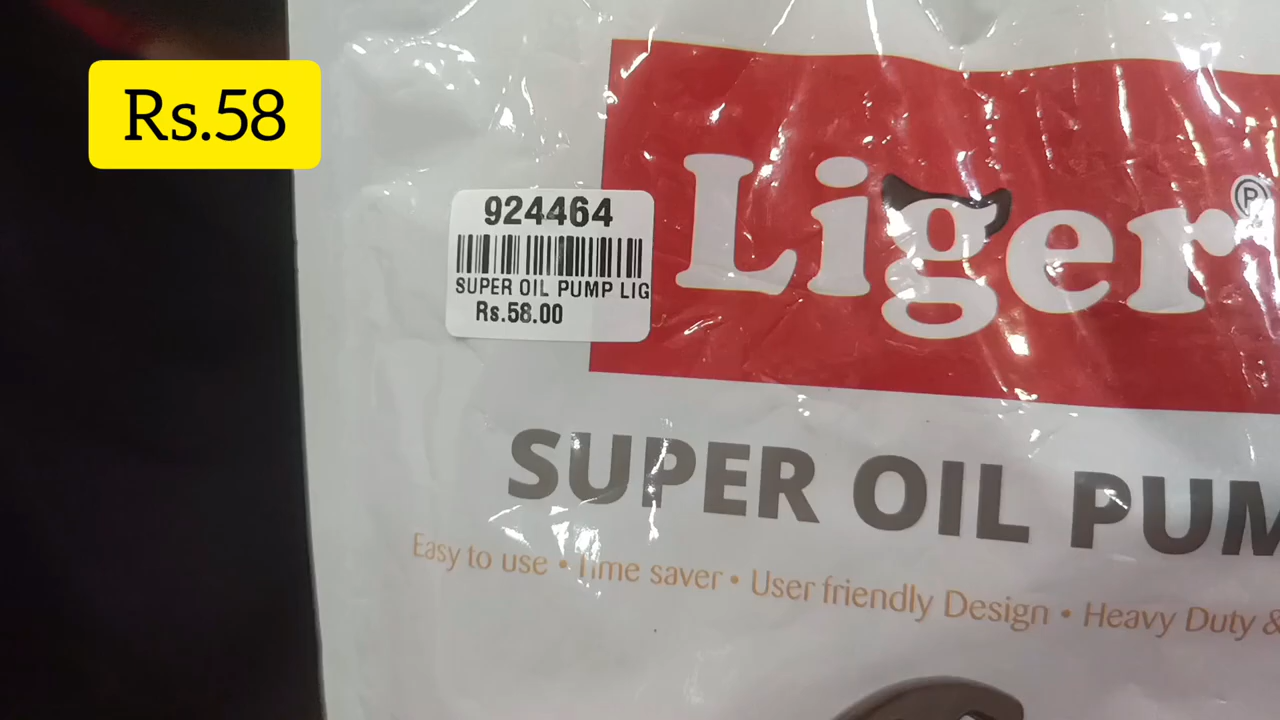 Rs.58
924464
SUPER OIL PUMP LIG
Rs.58.00
Liger
SUPER OIL PUM
Easy to use • Time saver • User friendly Design • Heavy Duty &